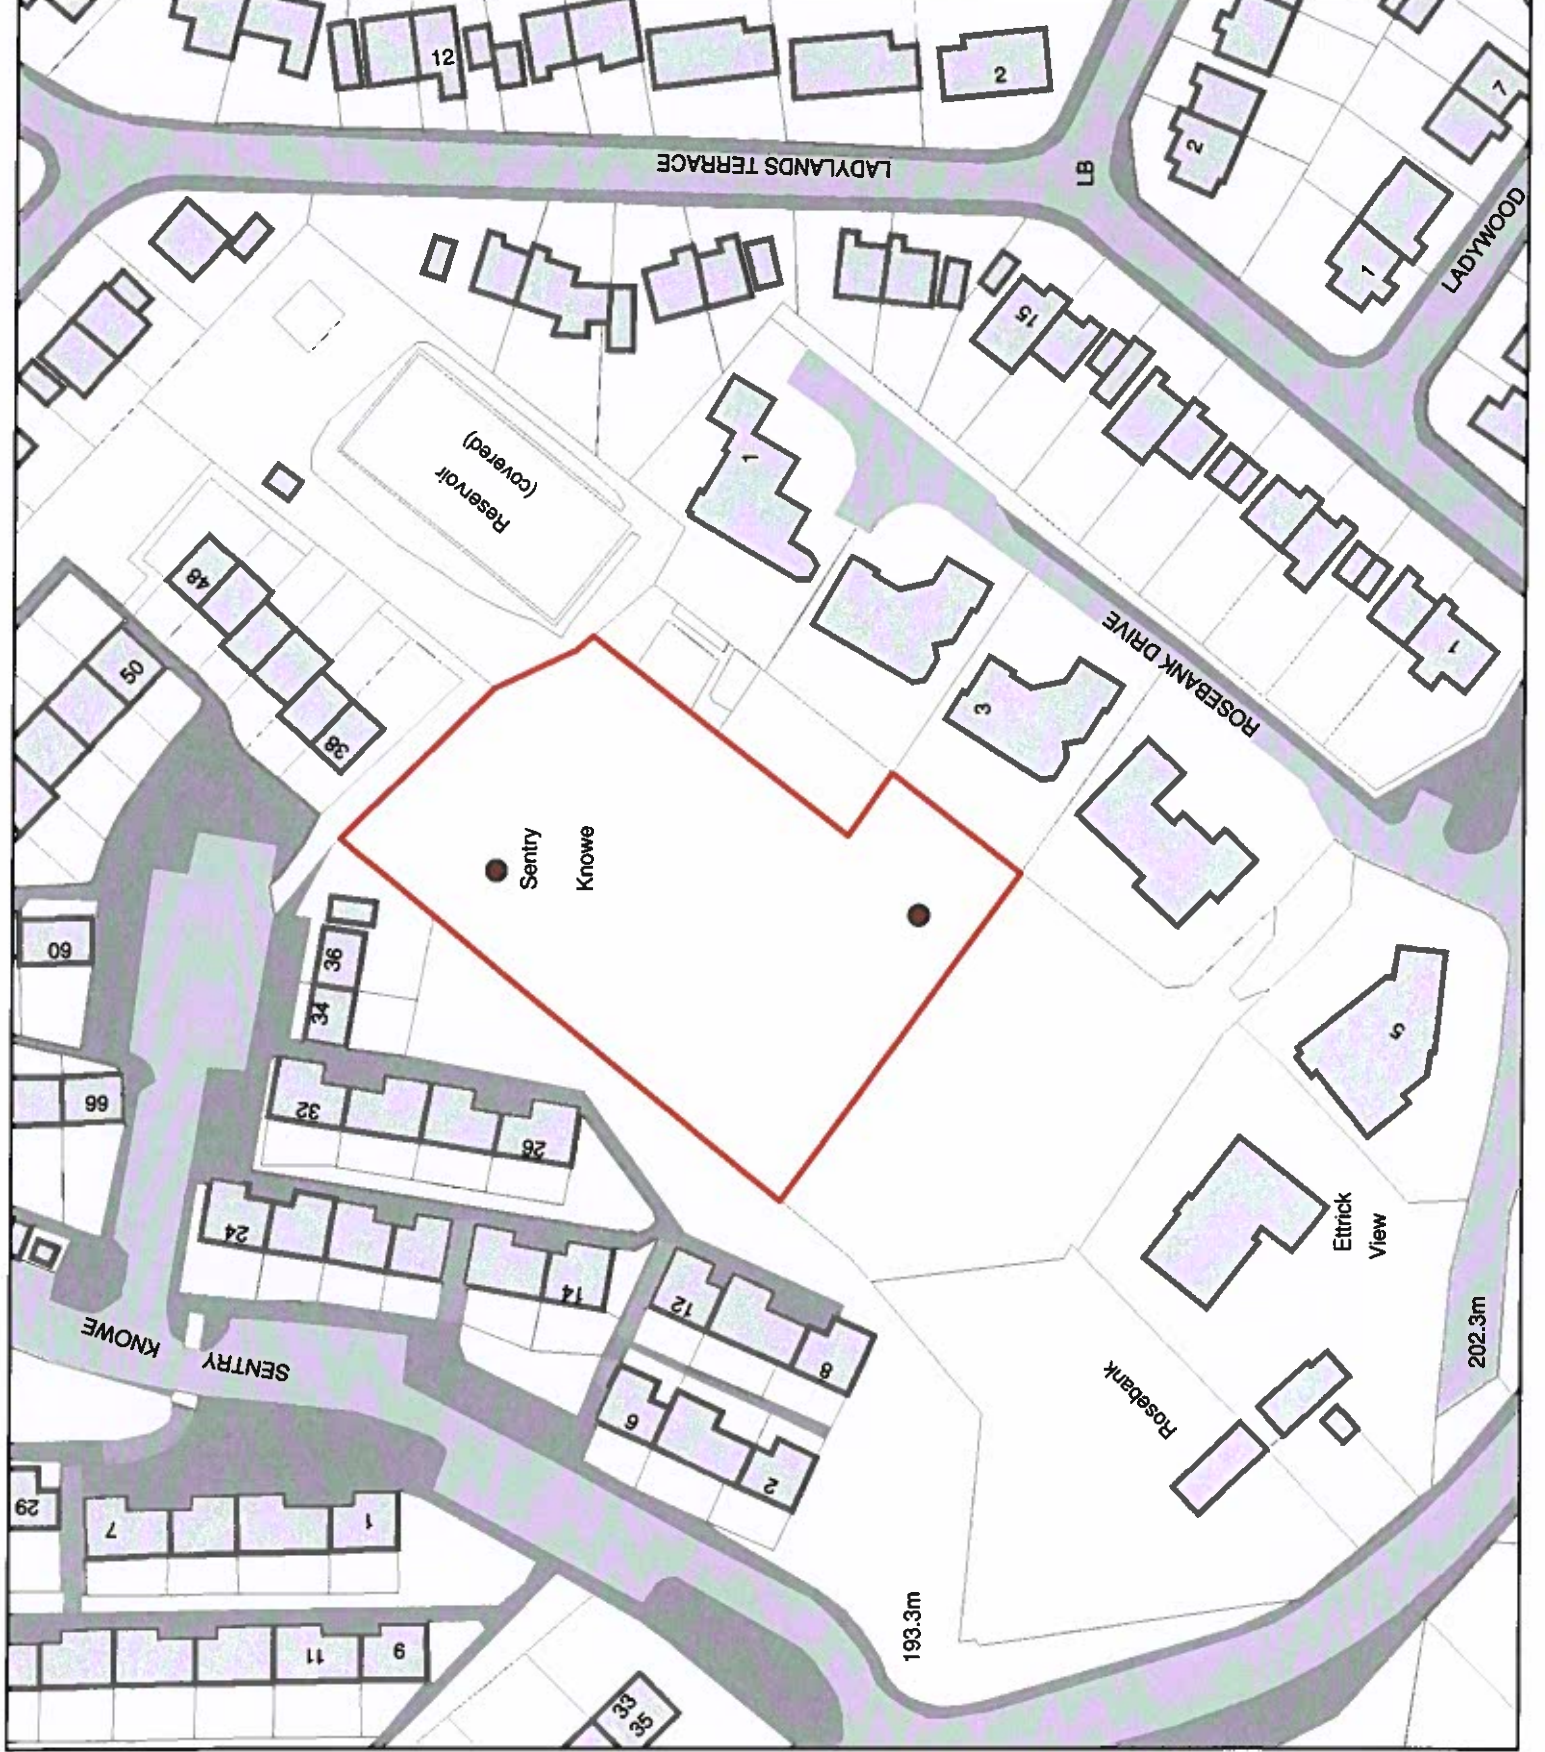 12
2
2
7
LADYLANDS TERRACE
LB
1
LADYWOOD
15
1
Reservoir
(covered)
48
50
38
3
ROSEBANK DRIVE
1
Sentry
Knowe
60
36
34
5
66
32
26
24
14
12
8
Ettrick
View
SENTRY
KNOWE
202.3m
Rosebank
6
2
29
7
1
193.3m
11
9
33
35